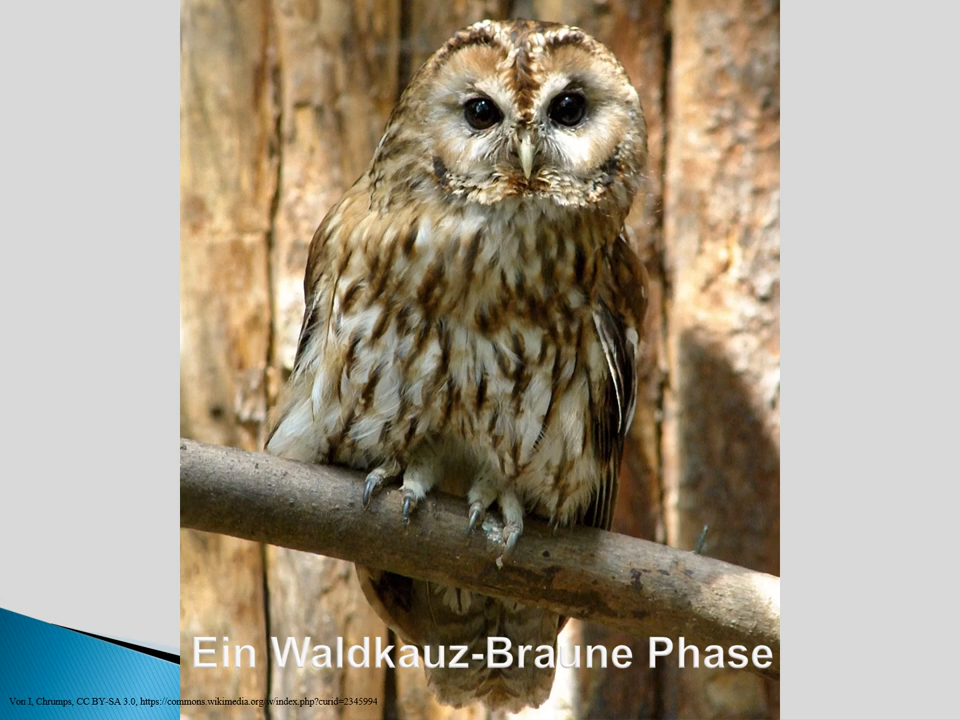 Ein Waldkauz-Braune Phase
Von I, Chrumps, CC BY-SA 3.0, https://commons.wikimedia.org/w/index.php?curid=2345994